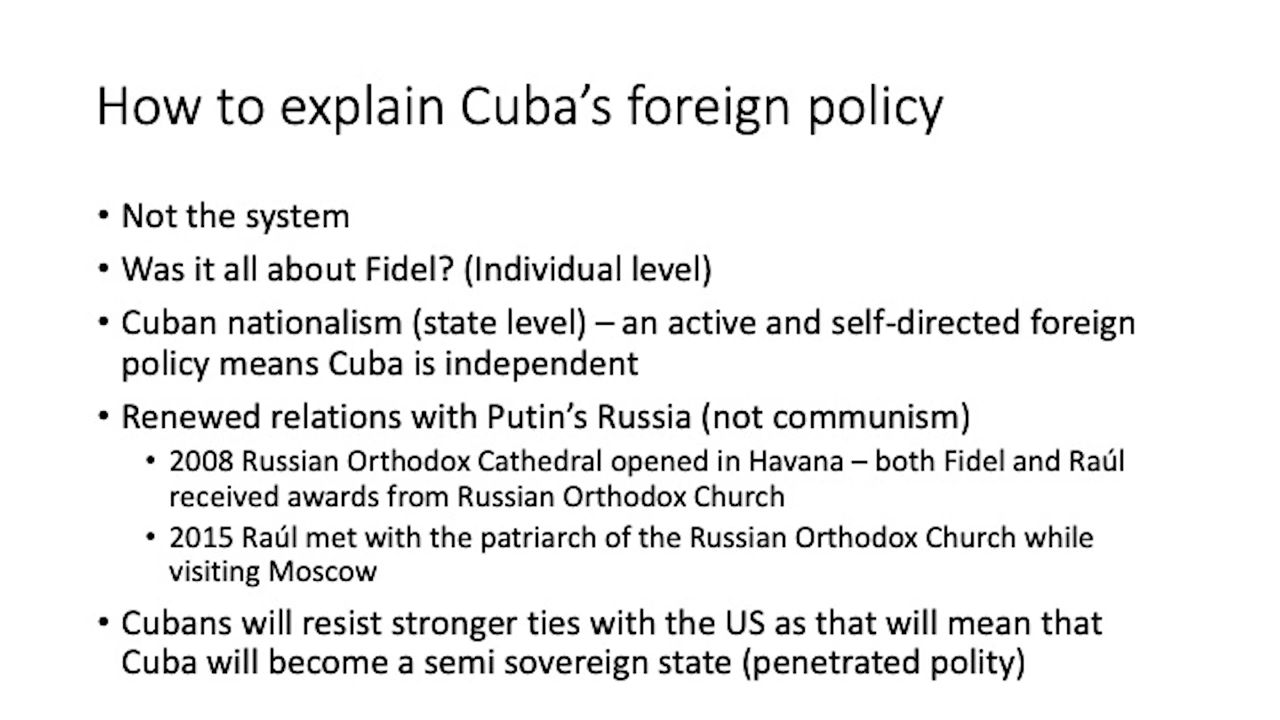 How to explain Cuba’s foreign policy
• Not the system
• Was it all about Fidel? (Individual level)
• Cuban nationalism (state level) – an active and self-directed foreign
policy means Cuba is independent
• Renewed relations with Putin’s Russia (not communism)
• 2008 Russian Orthodox Cathedral opened in Havana – both Fidel and Raúl
received awards from Russian Orthodox Church
• 2015 Raúl met with the patriarch of the Russian Orthodox Church while
visiting Moscow
• Cubans will resist stronger ties with the US as that will mean that
Cuba will become a semi sovereign state (penetrated polity)